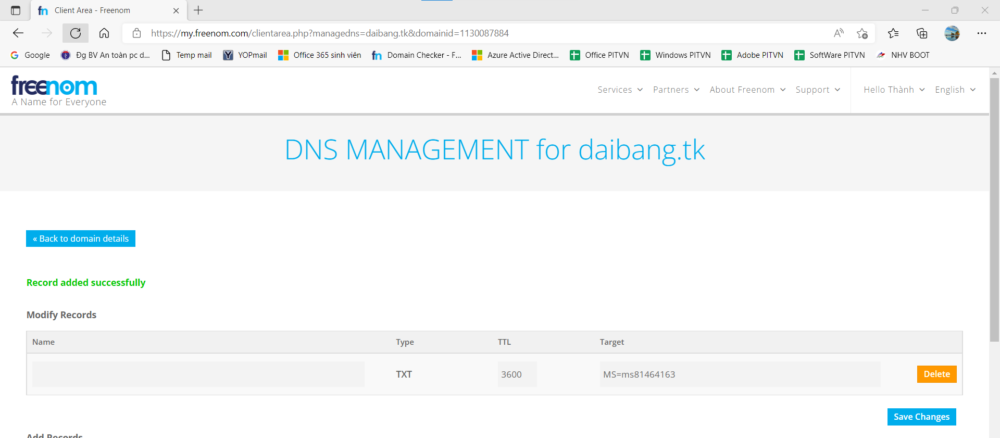 Client Area - Freenom
https://my.freenom.com/clientarea.php?managedns=daibang.tk&domainid=1130087884
Google Đg BV An toàn pc d... Temp mail YOPmail Office 365 sinh viên Domain Checker - F... Azure Active Direct... Office PITVN Windows PITVN Adobe PITVN SoftWare PITVN NHV BOOT
freenom
A Name for Everyone
Services Partners About Freenom Support Hello Thành English
DNS MANAGEMENT for daibang.tk
« Back to domain details
Record added successfully
Modify Records
Name Type TTL Target
TXT 3600 MS=ms81464163 Delete
Save Changes
Add Records